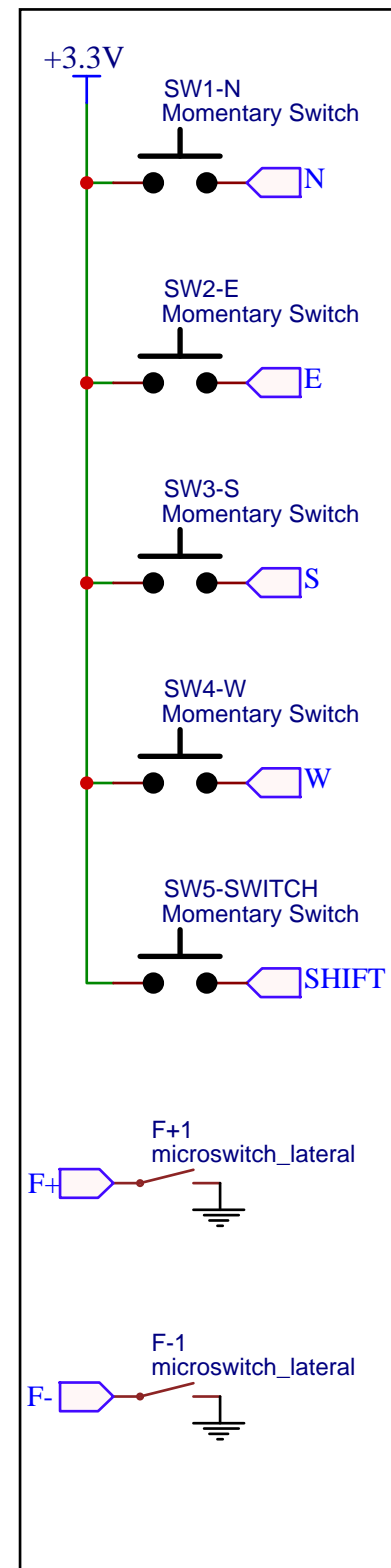 +3.3V
SW1-N
Momentary Switch
N
SW2-E
Momentary Switch
E
SW3-S
Momentary Switch
S
SW4-W
Momentary Switch
W
SW5-SWITCH
Momentary Switch
SHIFT
F+1
microswitch_lateral
F+
F-1
microswitch_lateral
F-